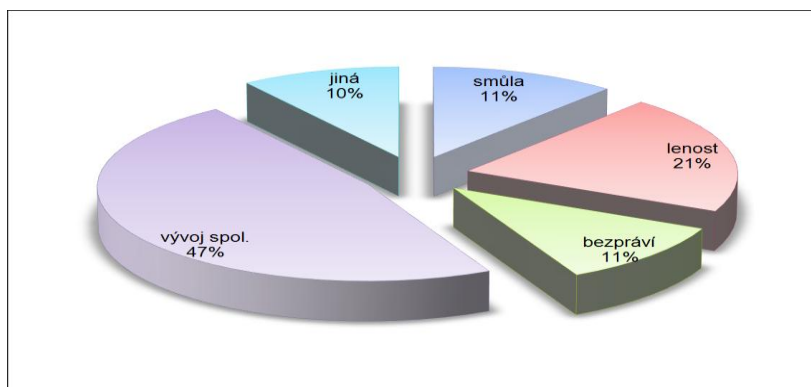 jiná
10%
smůla
11%
lenost
21%
vývoj spol.
47%
bezpráví
11%